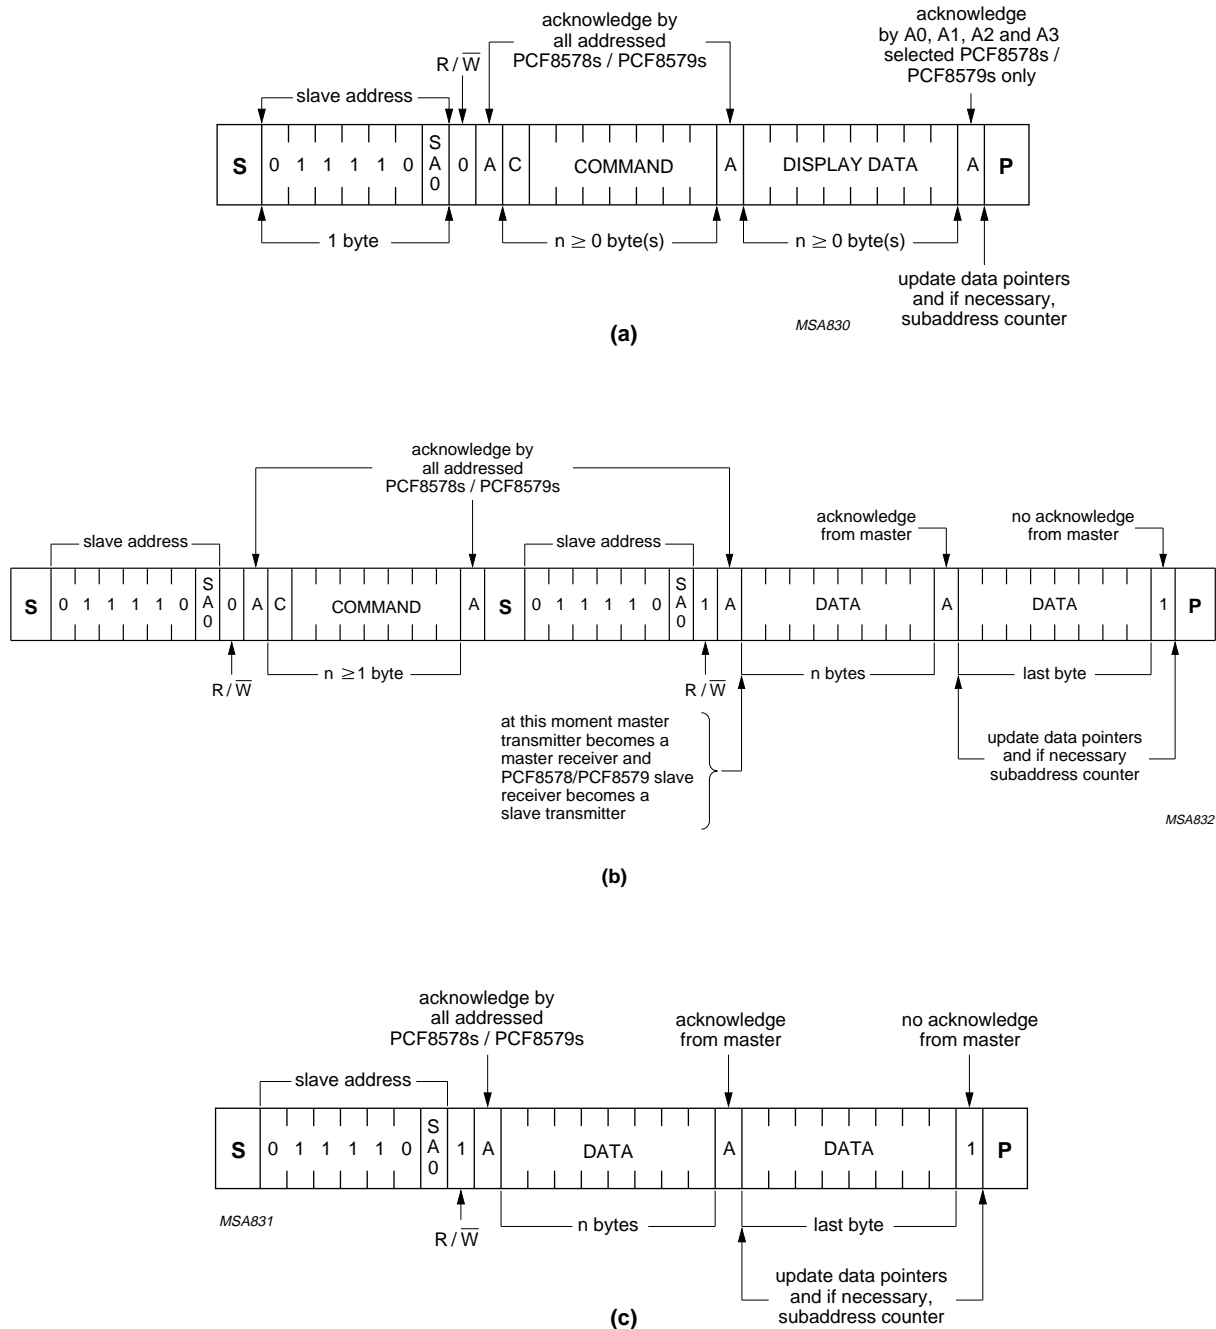 acknowledge by
all addressed
PCF8578s / PCF8579s
acknowledge
by A0, A1, A2 and A3
selected PCF8578s /
PCF8579s only
R / W
slave address
S 0 1 1 1 1 0 SA0 0 A C COMMAND A DISPLAY DATA A P
1 byte
n ≥ 0 byte(s)
n ≥ 0 byte(s)
update data pointers
and if necessary,
subaddress counter
MSA830
(a)
acknowledge by
all addressed
PCF8578s / PCF8579s
acknowledge
from master
no acknowledge
from master
slave address
slave address
S 0 1 1 1 1 0 SA0 0 A C COMMAND A S 0 1 1 1 1 0 SA0 1 A DATA A DATA 1 P
R / W
n ≥ 1 byte
R / W
n bytes
last byte
at this moment master
transmitter becomes a
master receiver and
PCF8578/PCF8579 slave
receiver becomes a
slave transmitter
update data pointers
and if necessary
subaddress counter
MSA832
(b)
acknowledge by
all addressed
PCF8578s / PCF8579s
acknowledge
from master
no acknowledge
from master
slave address
S 0 1 1 1 1 0 SA0 1 A DATA A DATA 1 P
MSA831
R / W
n bytes
last byte
update data pointers
and if necessary,
subaddress counter
(c)